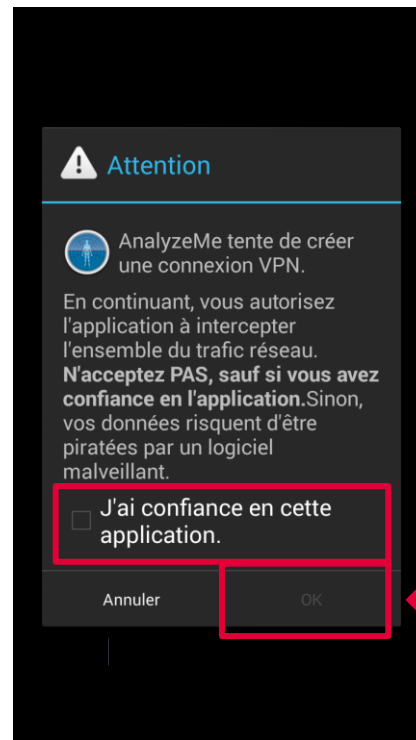 Attention
AnalyzeMe tente de créer
une connexion VPN.
En continuant, vous autorisez
l'application à intercepter
l'ensemble du trafic réseau.
N'acceptez PAS, sauf si vous avez
confiance en l'application.Sinon,
vos données risquent d'être
piratées par un logiciel
malveillant.
J'ai confiance en cette
application.
Annuler
OK